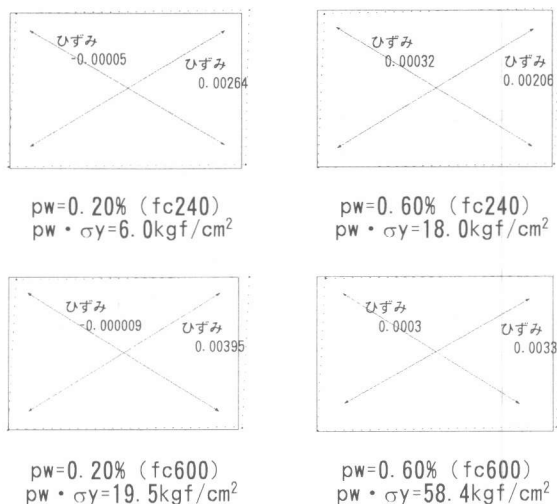 ひずみ
-0.00005
ひずみ
0.00264
pw=0.20% (fc240)
pw・σy=6.0kgf/cm²
ひずみ
0.00032
ひずみ
0.00206
pw=0.60% (fc240)
pw・σy=18.0kgf/cm²
ひずみ
-0.000009
ひずみ
0.00395
pw=0.20% (fc600)
pw・σy=19.5kgf/cm²
ひずみ
0.0003
ひずみ
0.0033
pw=0.60% (fc600)
pw・σy=58.4kgf/cm²